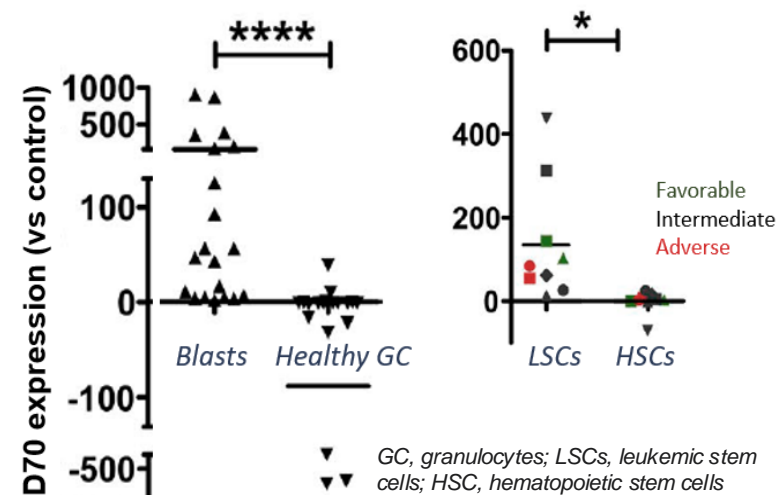 ****
*
D70 expression (vs control)
1000
500
100
0
-100
-500
600
400
200
0
Favorable
Intermediate
Adverse
Blasts
Healthy GC
LSCs
HSCs
GC, granulocytes; LSCs, leukemic stem
cells; HSC, hematopoietic stem cells